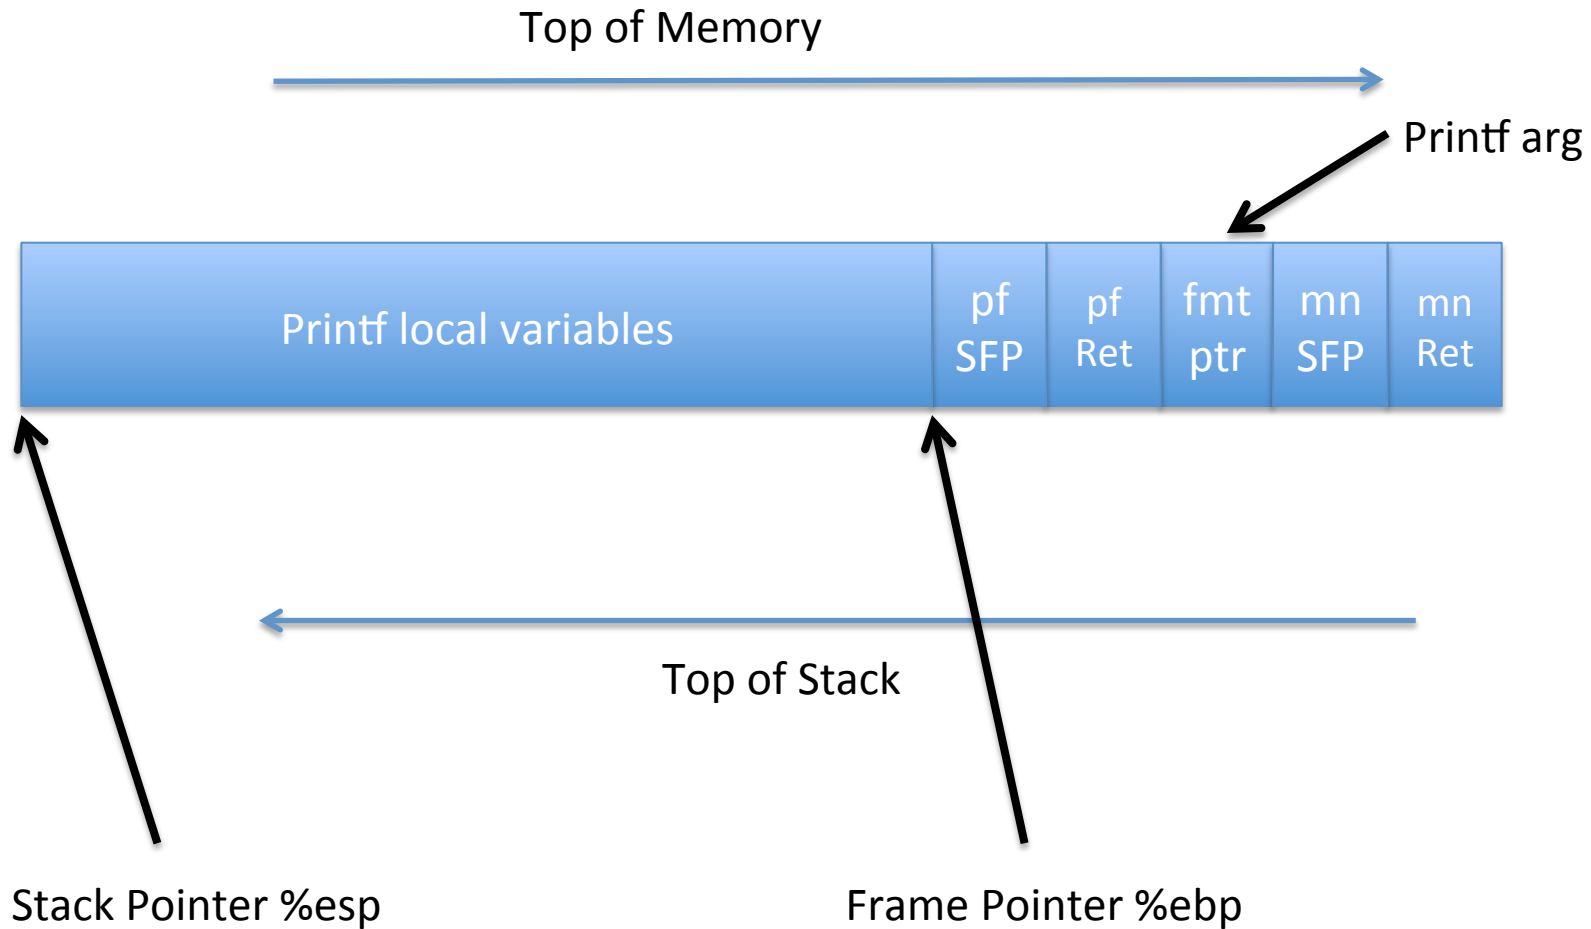 Top of Memory
Printf arg
Printf local variables
pf
SFP
pf
Ret
fmt
ptr
mn
SFP
mn
Ret
Top of Stack
Stack Pointer %esp
Frame Pointer %ebp